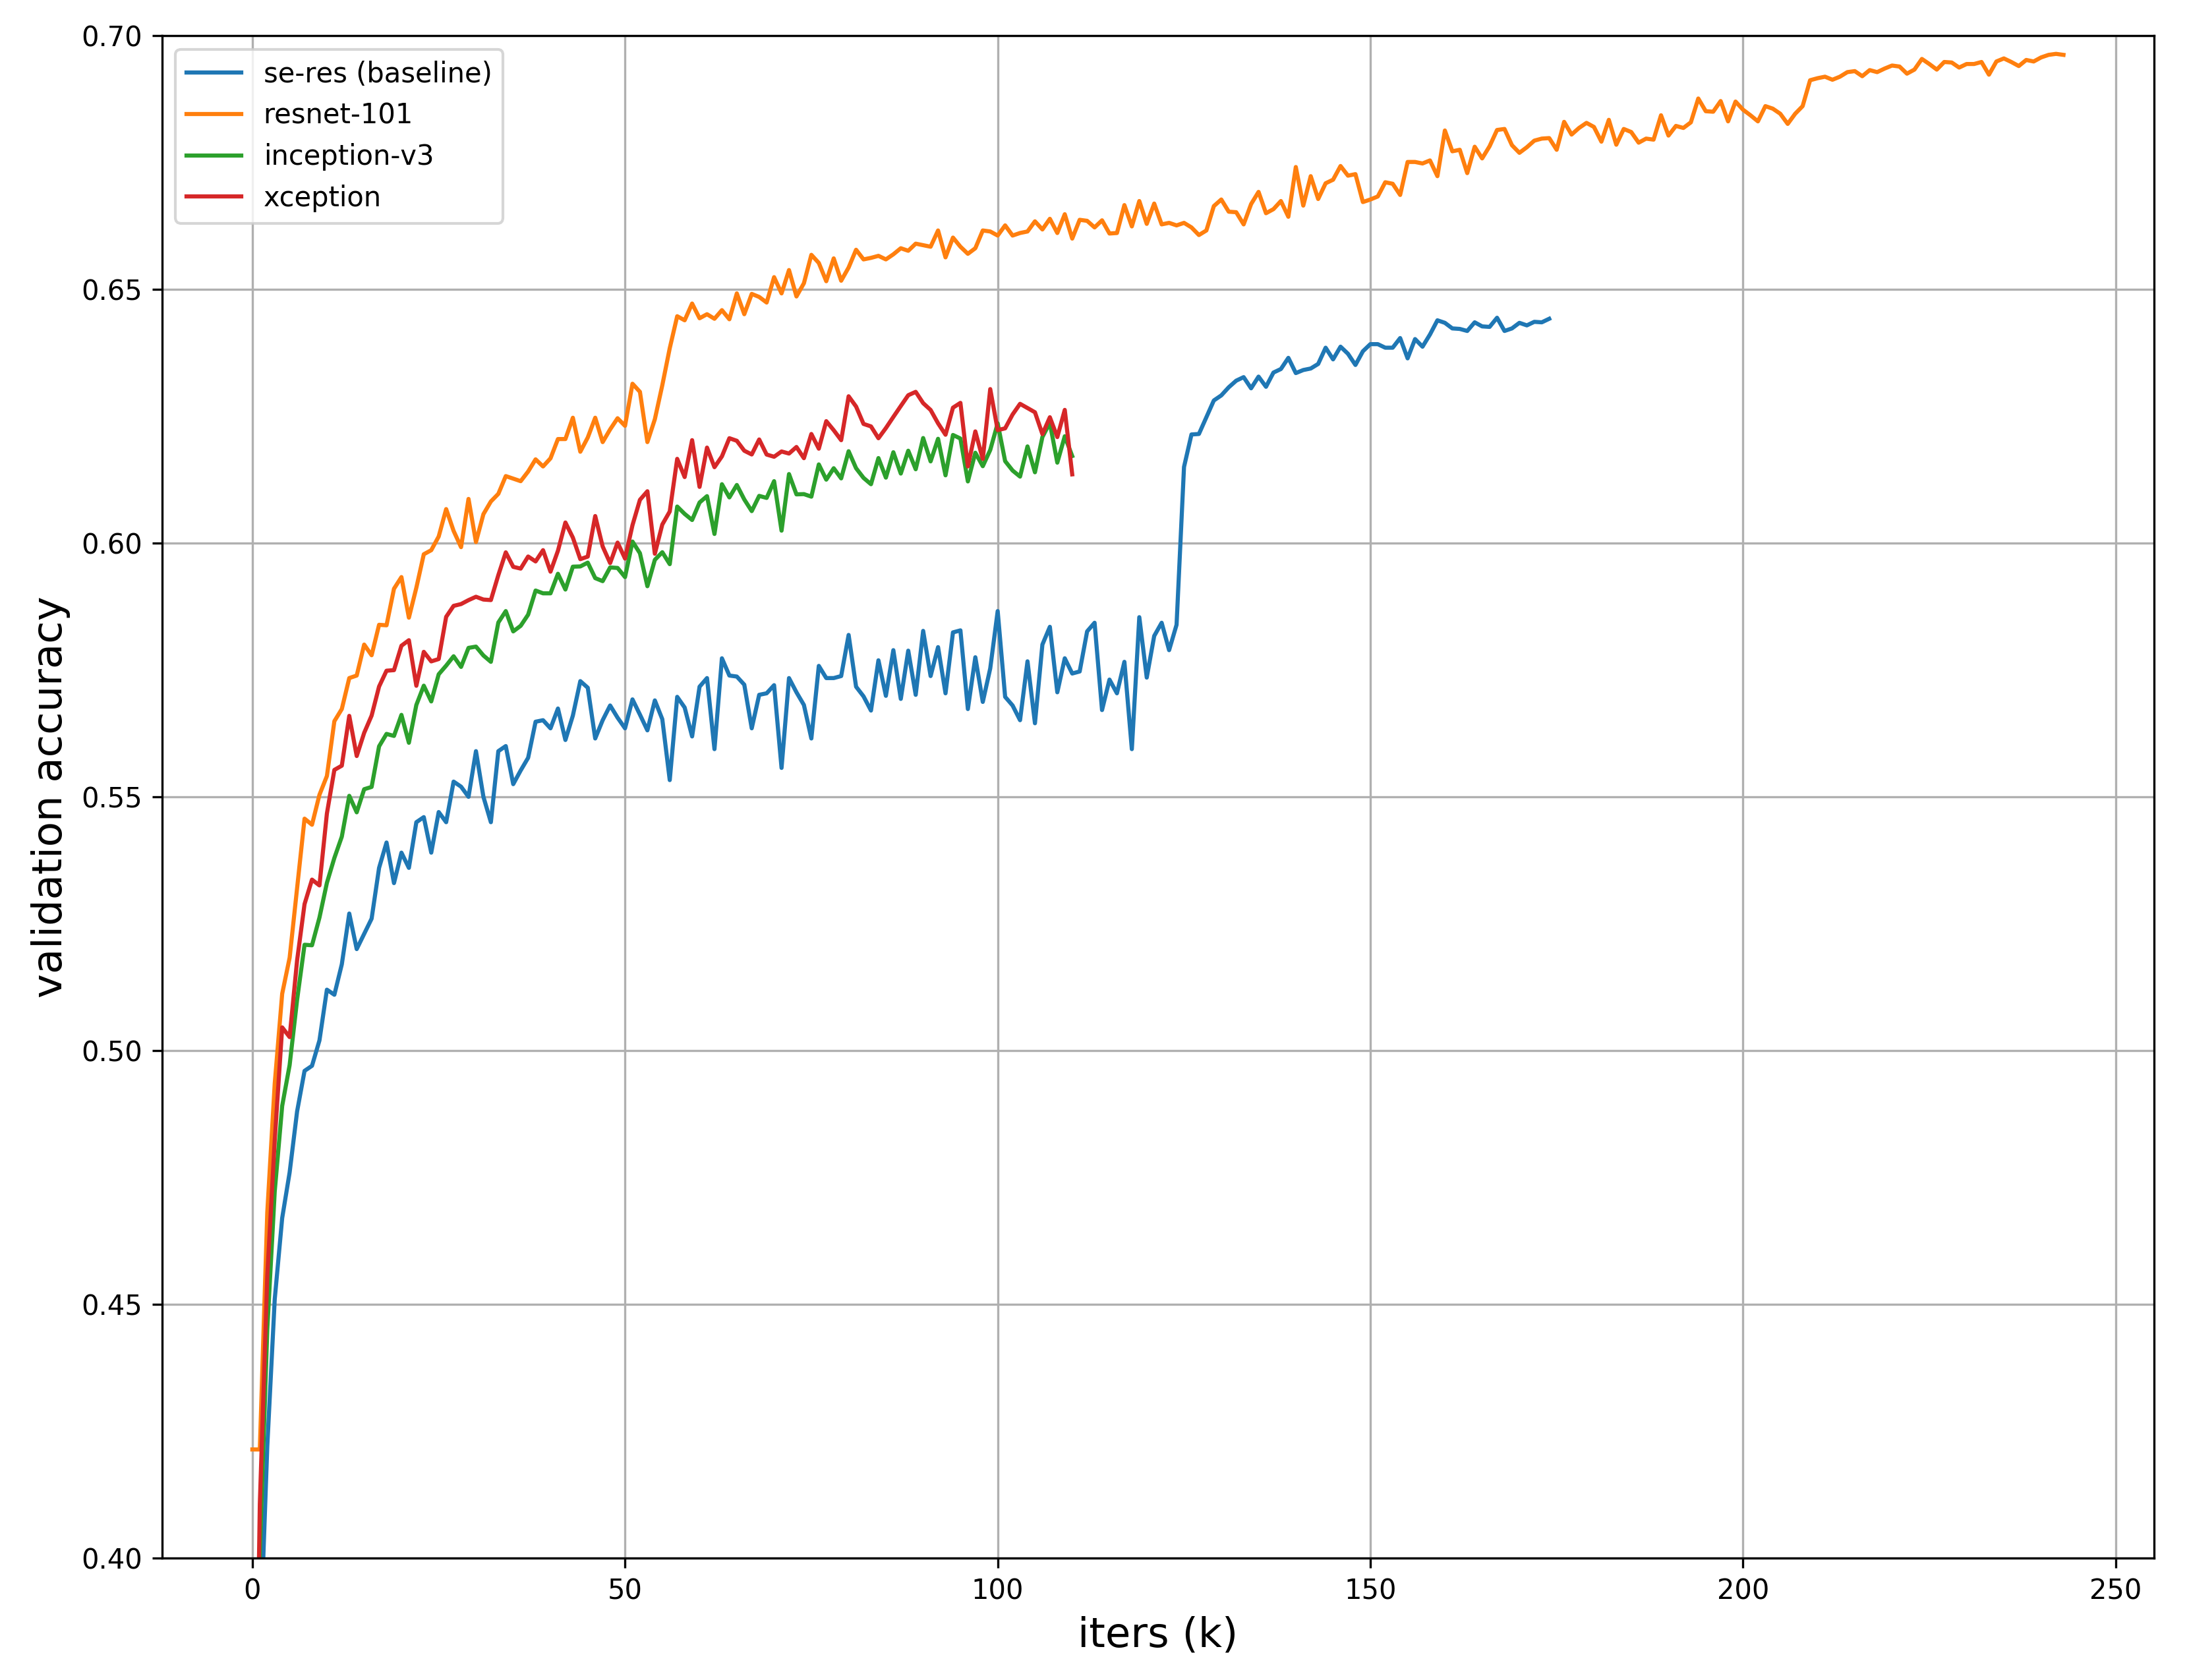 se-res (baseline)
resnet-101
inception-v3
xception
0.70
0.65
0.60
0.55
0.50
0.45
0.40
validation accuracy
0 50 100 150 200 250
iters (k)